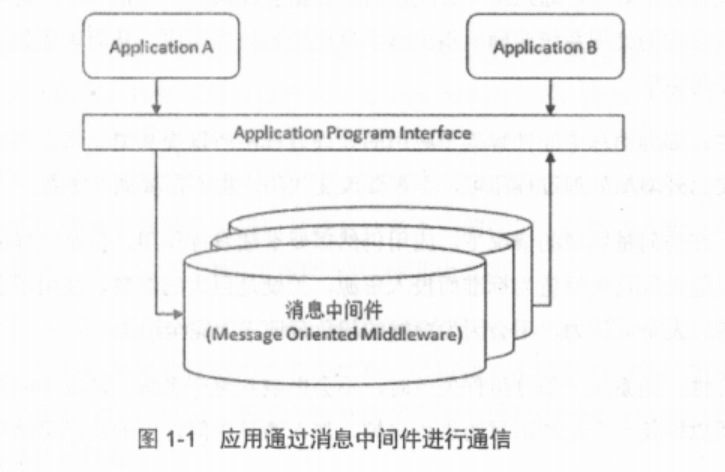 Application A
Application B
Application Program Interface
消息中间件
(Message Oriented Middleware)
图 1-1 应用通过消息中间件进行通信